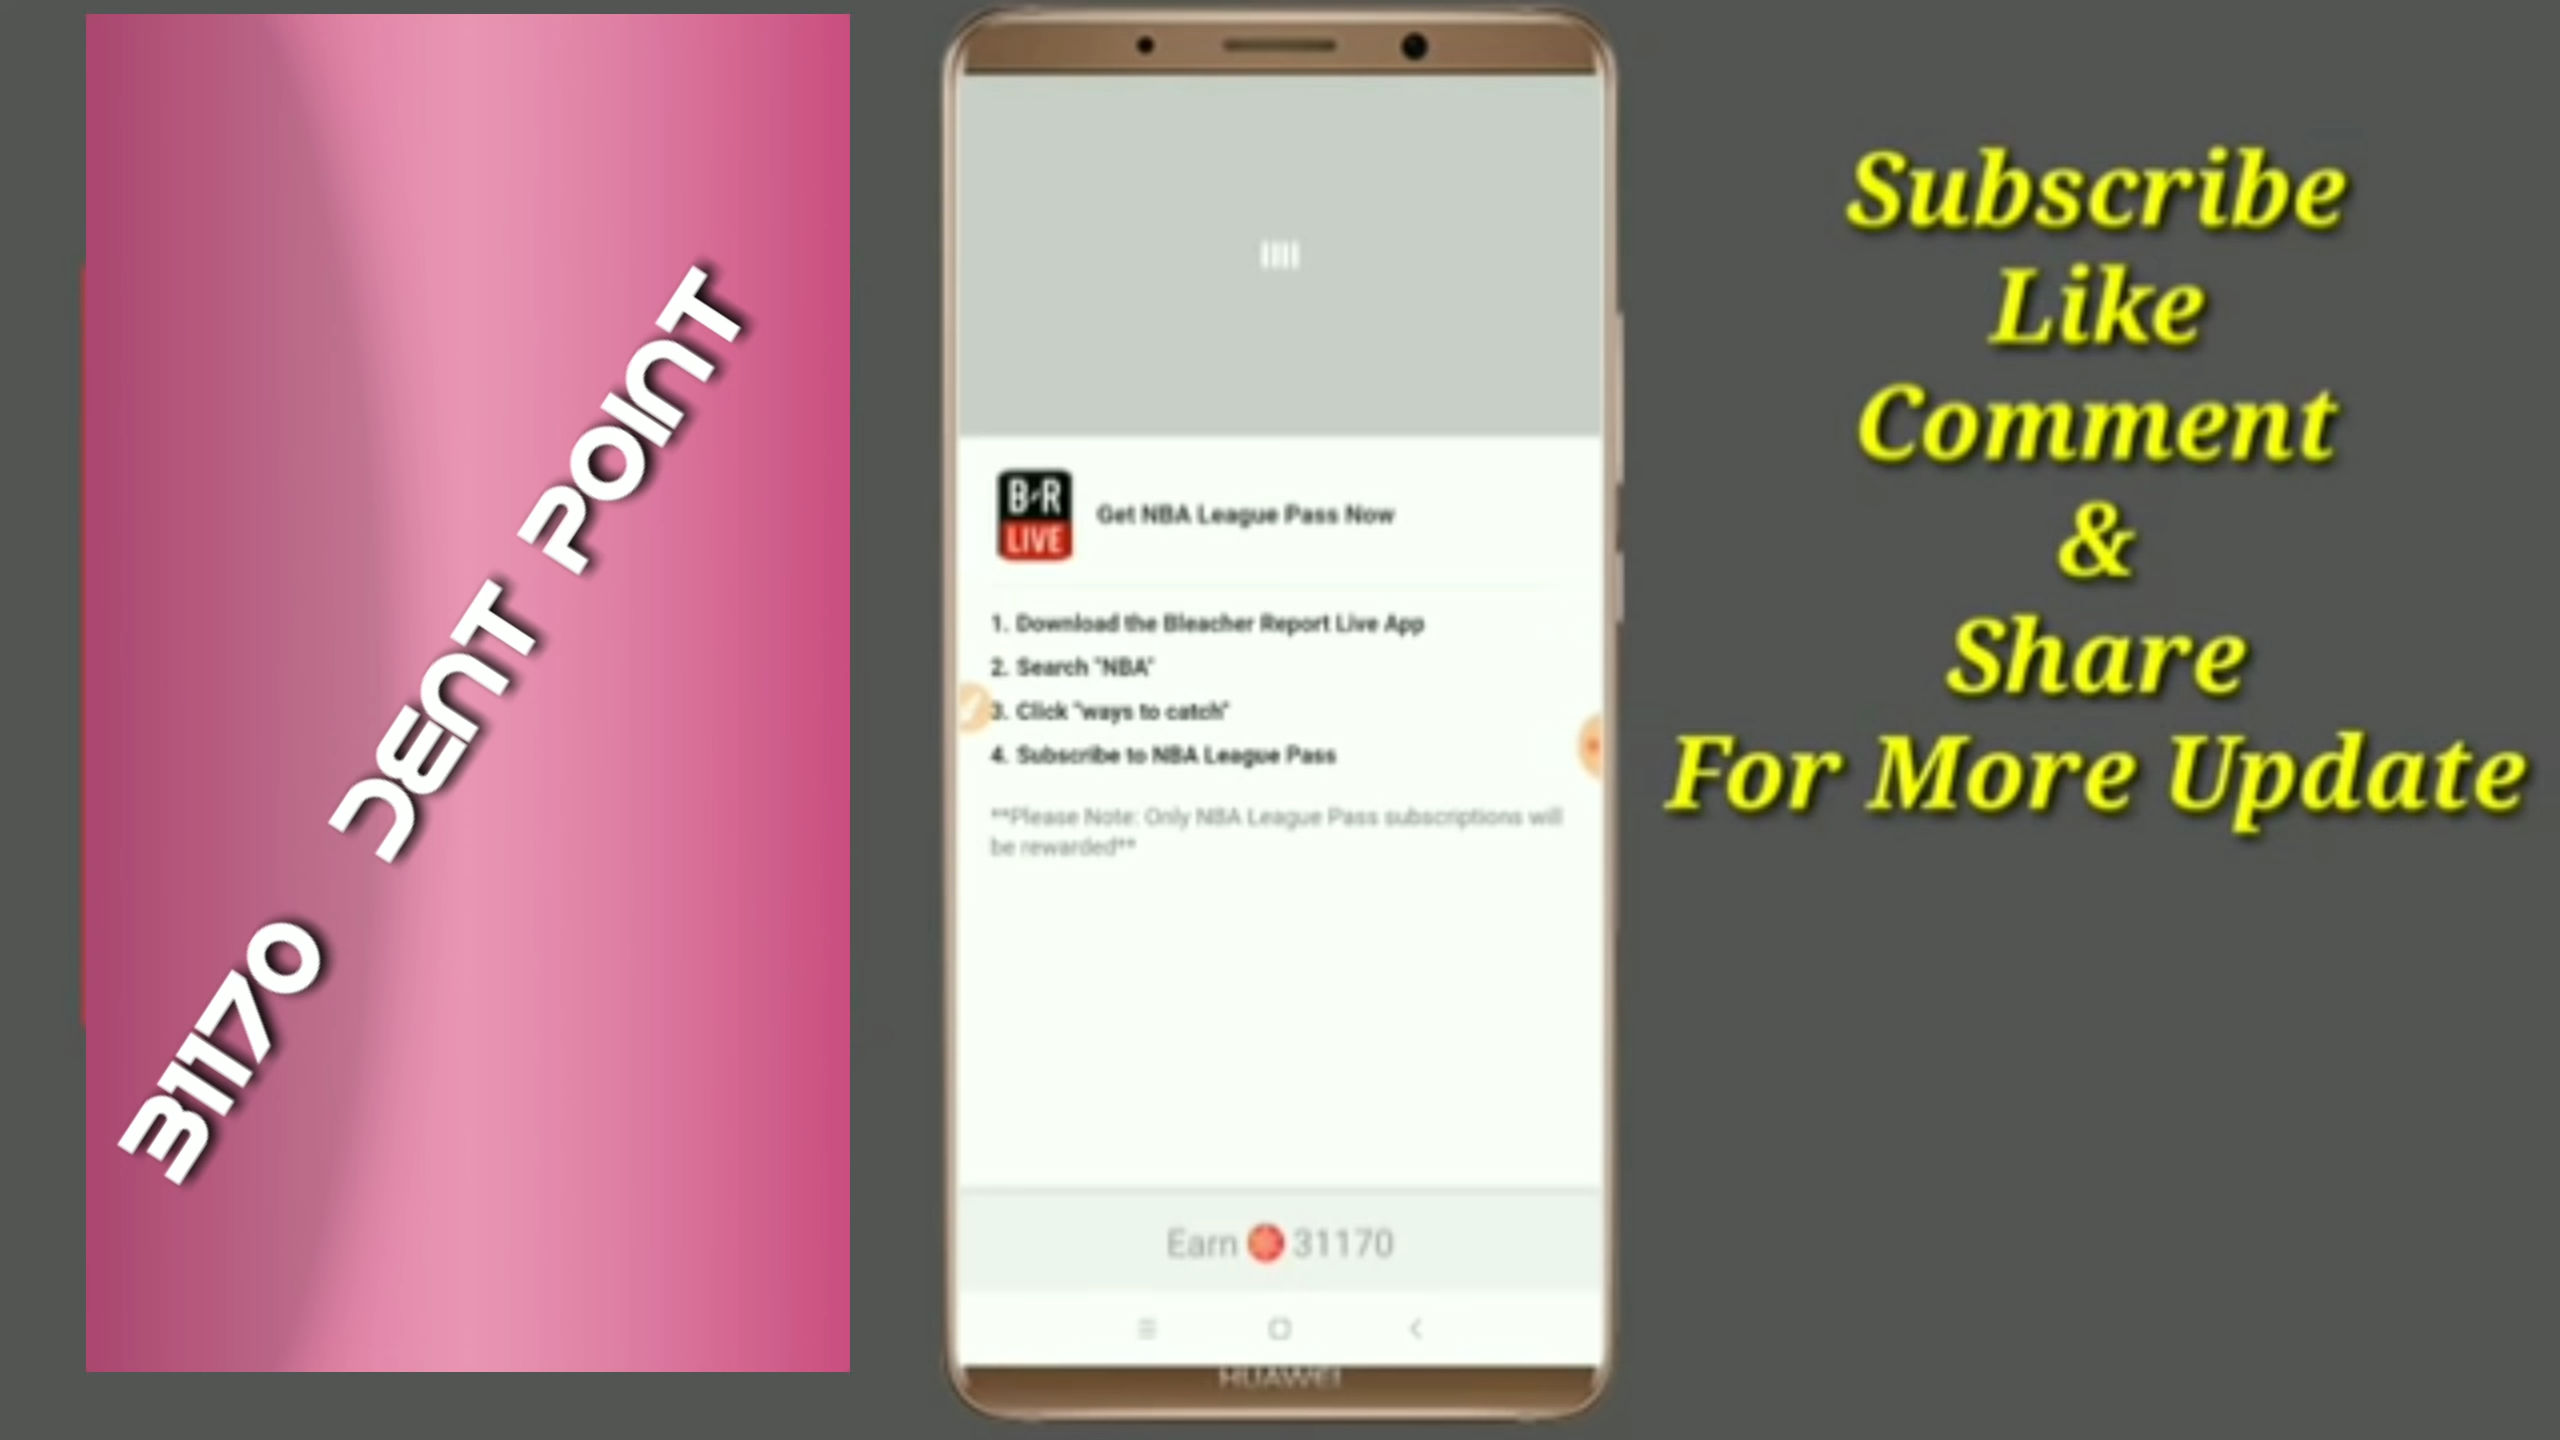 31170 DENT POINT
B/R
LIVE
Get NBA League Pass Now
1. Download the Bleacher Report Live App
2. Search "NBA"
3. Click "ways to catch"
4. Subscribe to NBA League Pass
**Please Note: Only NBA League Pass subscriptions will
be rewarded**
Earn 31170
HUAWEI
Subscribe
Like
Comment
&
Share
For More Update